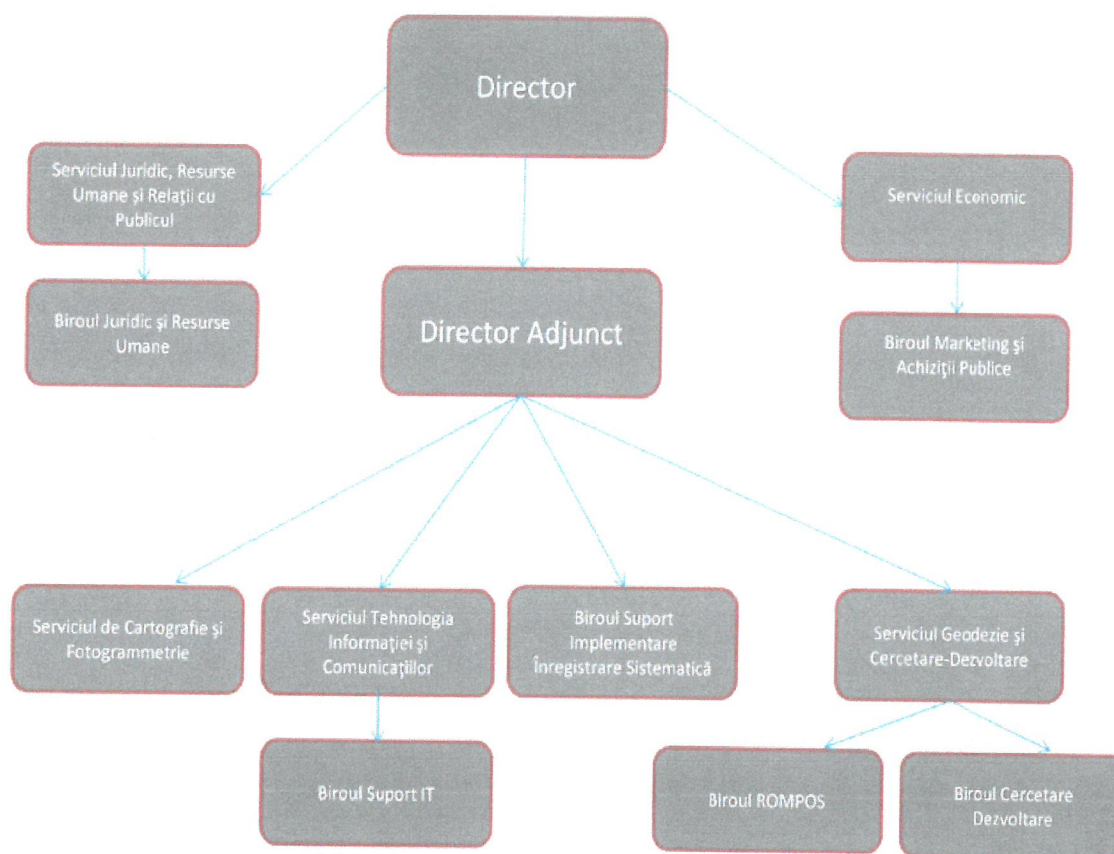 Director
Serviciul Juridic, Resurse
Umane și Relații cu
Publicul
Serviciul Economic
Biroul Juridic și Resurse
Umane
Director Adjunct
Biroul Marketing și
Achiziții Publice
Serviciul de Cartografie și
Fotogrammetrie
Serviciul Tehnologia
Informației și
Comunicațiilor
Biroul Suport
Implementare
Înregistrare Sistematică
Serviciul Geodezie și
Cercetare-Dezvoltare
Biroul Suport IT
Biroul ROMPOS
Biroul Cercetare
Dezvoltare